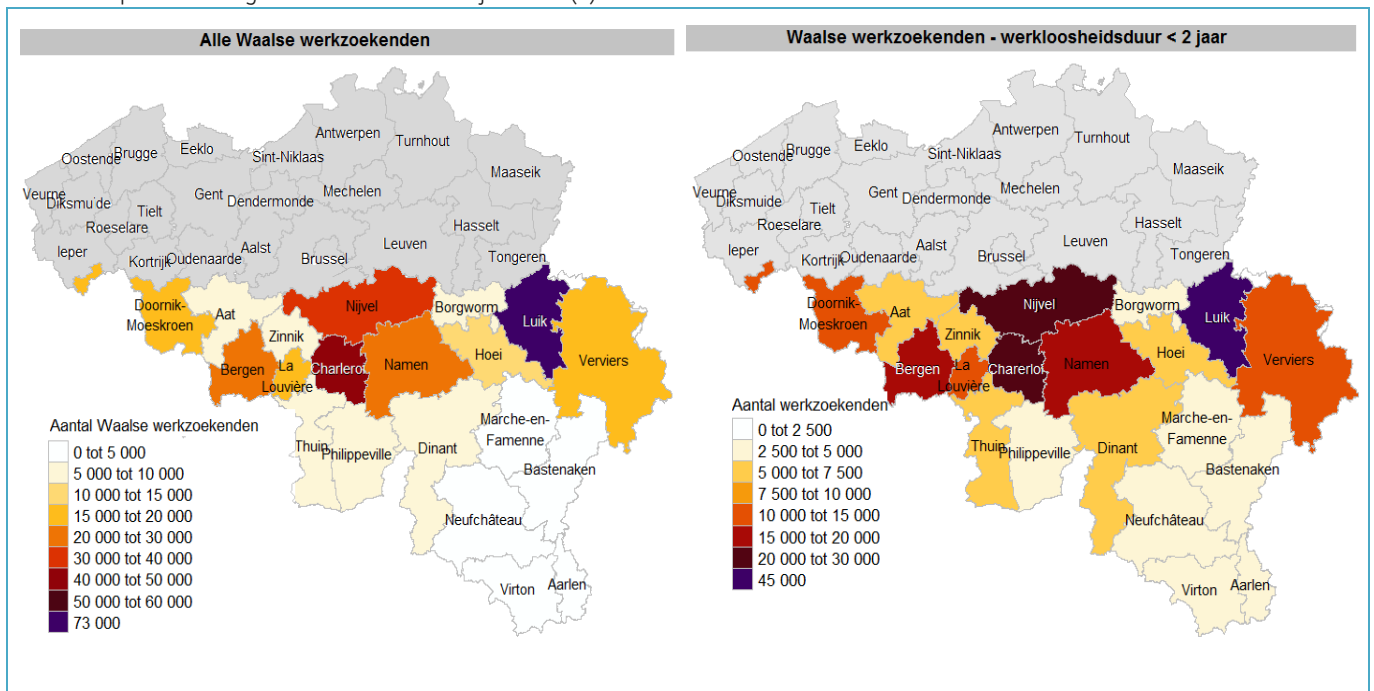 Alle Waalse werkzoekenden
Antwerpen
Turnhout
Eeklo
Brugge
Oostende
Sint-Niklaas
Maaseik
Mechelen
Gent
Dendermonde
Veurne
Diksmu de
Tielt
Roeselare
Hasselt
Leuven
Ieper
Aalst
Kortrijk
Oudenaarde
Brussel
Tongeren
Doornik-
Moeskroen
Aat
Nijvel
Borgworm
Luik
Zinnik
Hoei
Verviers
Bergen
La
Louvière
Charleroi
Namen
Marche-en-
Famenne
Thuin
Philippeville
Dinant
Bastenaken
Neufchâteau
Virton
Aarlen
Aantal Waalse werkzoekenden
0 tot 5 000
5 000 tot 10 000
10 000 tot 15 000
15 000 tot 20 000
20 000 tot 30 000
30 000 tot 40 000
40 000 tot 50 000
50 000 tot 60 000
73 000
Waalse werkzoekenden - werkloosheidsduur < 2 jaar
Antwerpen
Turnhout
Eeklo
Brugge
Oostende
Sint-Niklaas
Maaseik
Mechelen
Gent
Dendermonde
Veurne
Diksmuide
Tielt
Roeselare
Hasselt
Leuven
Ieper
Aalst
Kortrijk
Oudenaarde
Brussel
Tongeren
Doornik-
Moeskroen
Aat
Nijvel
Borgworm
Luik
Zinnik
Hoei
Verviers
Bergen
La
Louvière
Charerloi
Namen
Marche-en-
Famenne
Thuin
Philippeville
Dinant
Bastenaken
Neufchâteau
Virton
Aarlen
Aantal werkzoekenden
0 tot 2 500
2 500 tot 5 000
5 000 tot 7 500
7 500 tot 10 000
10 000 tot 15 000
15 000 tot 20 000
20 000 tot 30 000
45 000